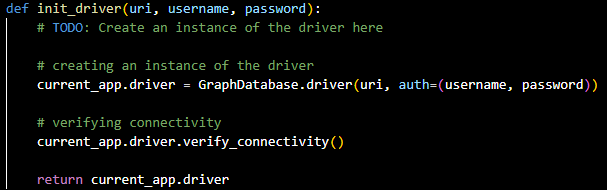 def init_driver(uri, username, password):
    # TODO: Create an instance of the driver here
    # creating an instance of the driver
    current_app.driver = GraphDatabase.driver(uri, auth=(username, password))
    # verifying connectivity
    current_app.driver.verify_connectivity()
    return current_app.driver